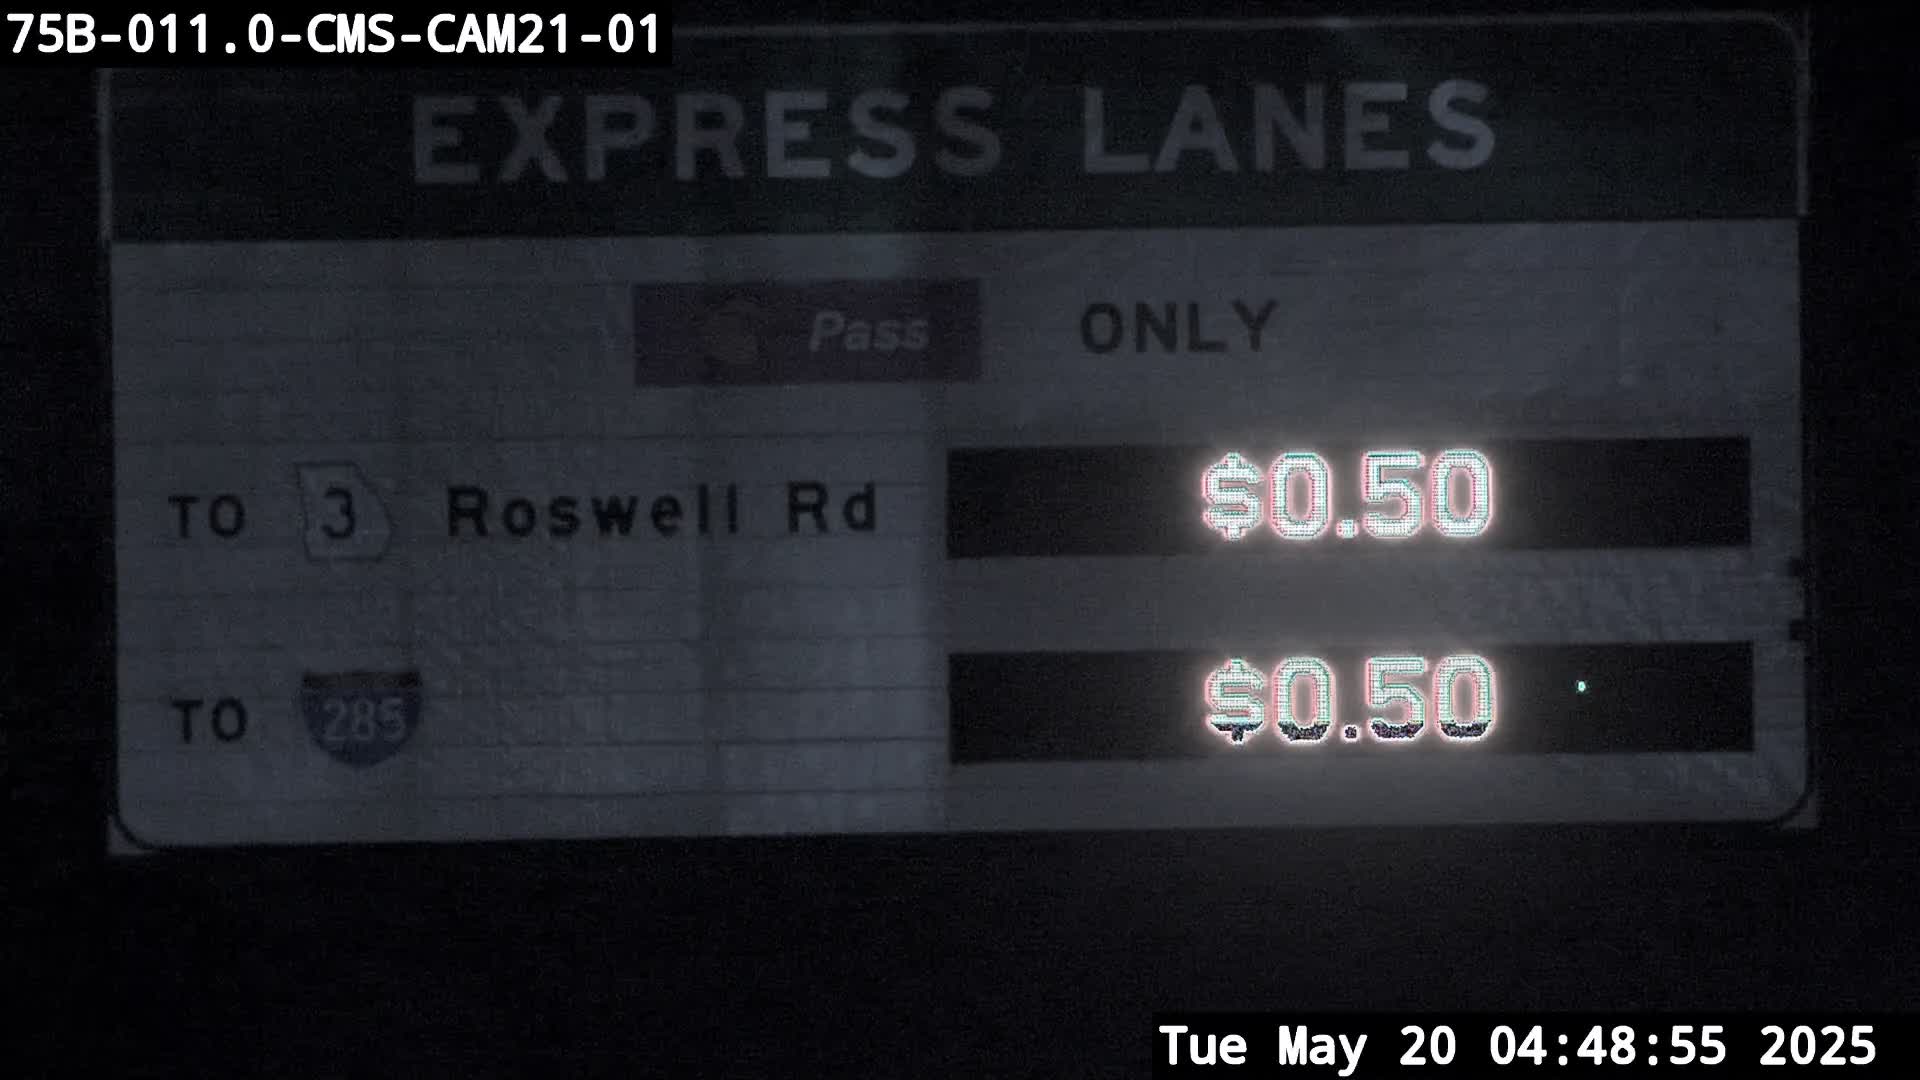 75B-011.0-CMS-CAM21-01
EXPRESS LANES
Pass ONLY
TO 3 Roswell Rd $0.50
TO 285 $0.50
Tue May 20 04:48:55 2025